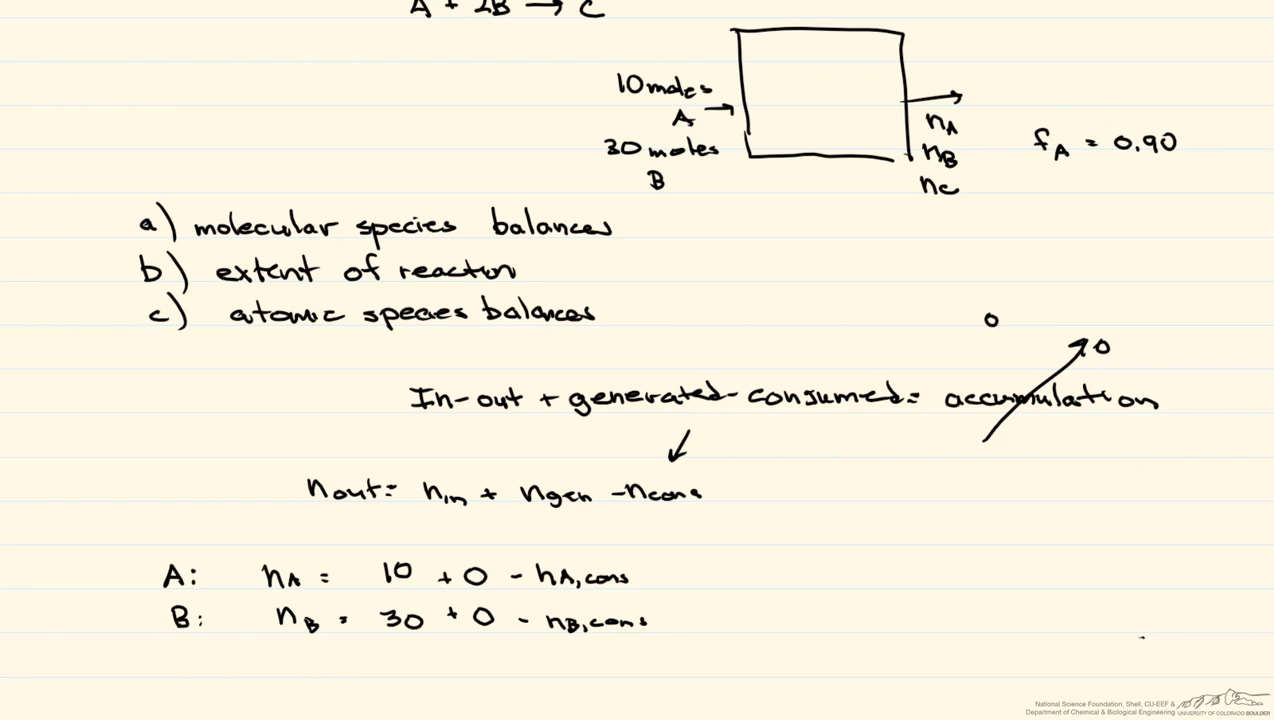 A + 2B → C
10 moles
A →
30 moles
B
nA
nB
nC
fA = 0.90
a) molecular species balances
b) extent of reacton
c) atomic species balances
0
0
In-out + generated - consumed = accumulation
nout = nin + ngen - ncons
A: nA = 10 + 0 - nA,cons
B: nB = 30 + 0 - nB,cons
National Science Foundation, Shell, CU-EEF &
Department of Chemical & Biological Engineering UNIVERSITY OF COLORADO BOULDER